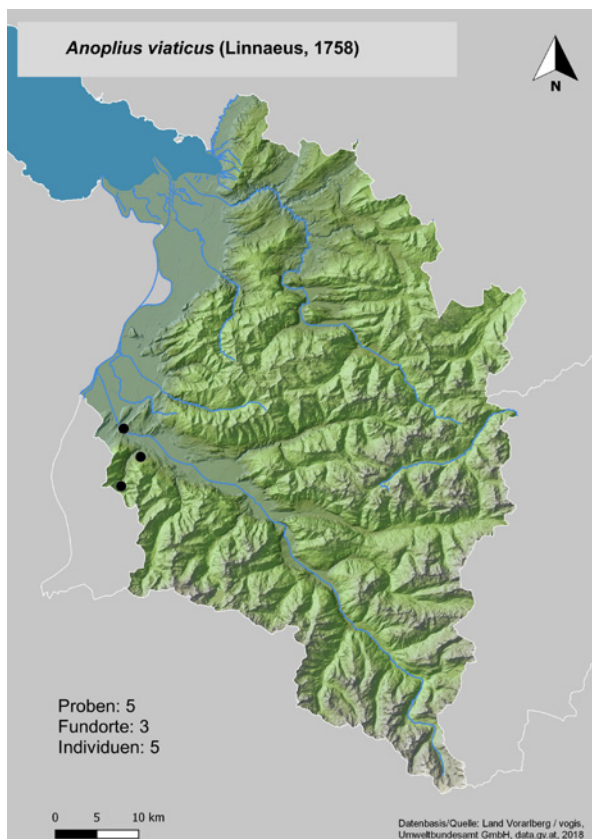 Anoplius viaticus (Linnaeus, 1758)
N
Proben: 5
Fundorte: 3
Individuen: 5
0 5 10 km
Datenbasis/Quelle: Land Vorarlberg / vogis,
Umweltbundesamt GmbH, data.gv.at, 2018